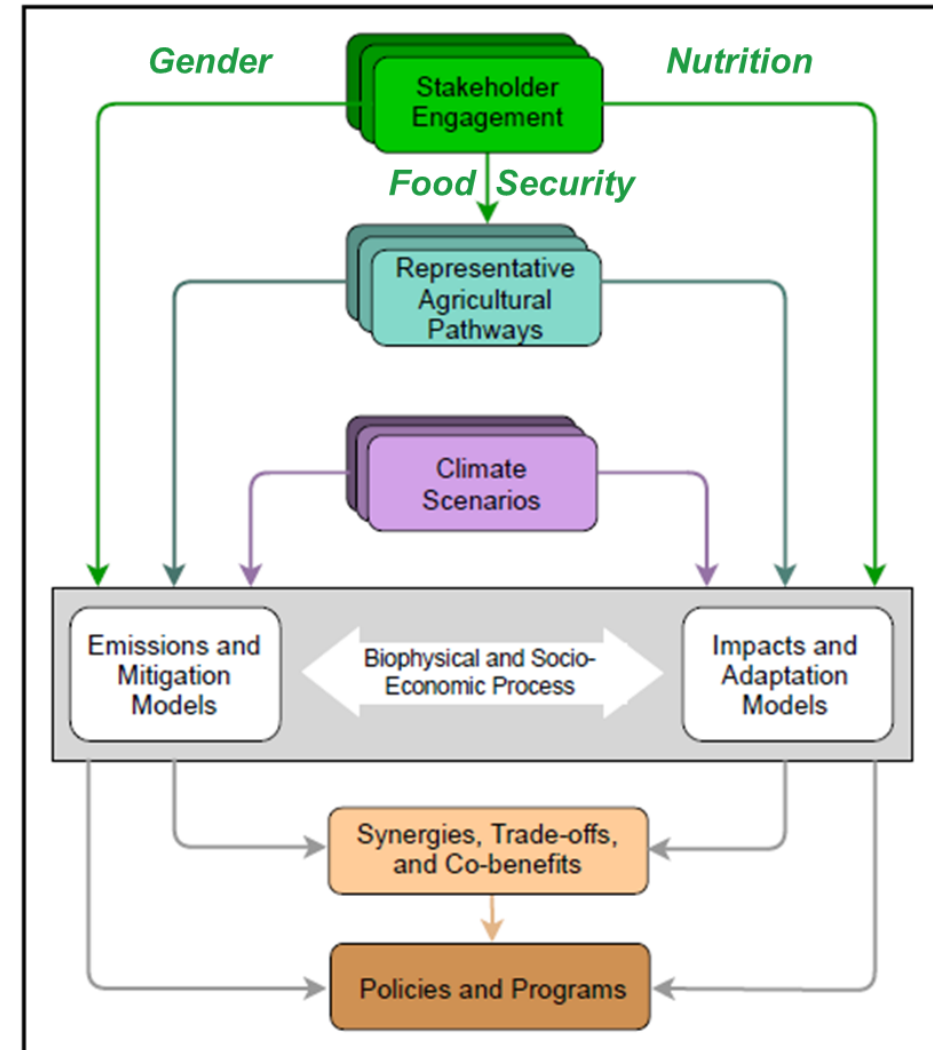 Gender
Nutrition
Stakeholder
Engagement
Food Security
Representative
Agricultural
Pathways
Climate
Scenarios
Emissions and
Mitigation
Models
Biophysical and Socio-
Economic Process
Impacts and
Adaptation
Models
Synergies, Trade-offs,
and Co-benefits
Policies and Programs